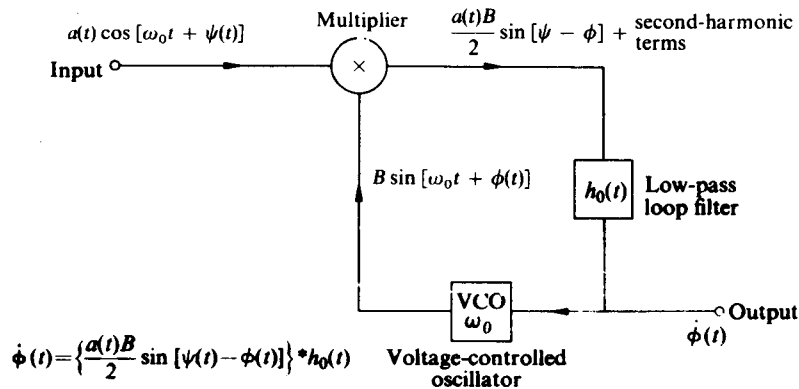 Multiplier
a(t) cos [ω₀t + ψ(t)]
a(t)B/2 sin [ψ − ϕ] + second-harmonic
terms
Input
×
B sin [ω₀t + ϕ(t)]
h₀(t)
Low-pass
loop filter
VCO
ω₀
Output
ϕ̇(t)
ϕ̇(t)={a(t)B/2 sin [ψ(t)−ϕ(t)]}*h₀(t)
Voltage-controlled
oscillator